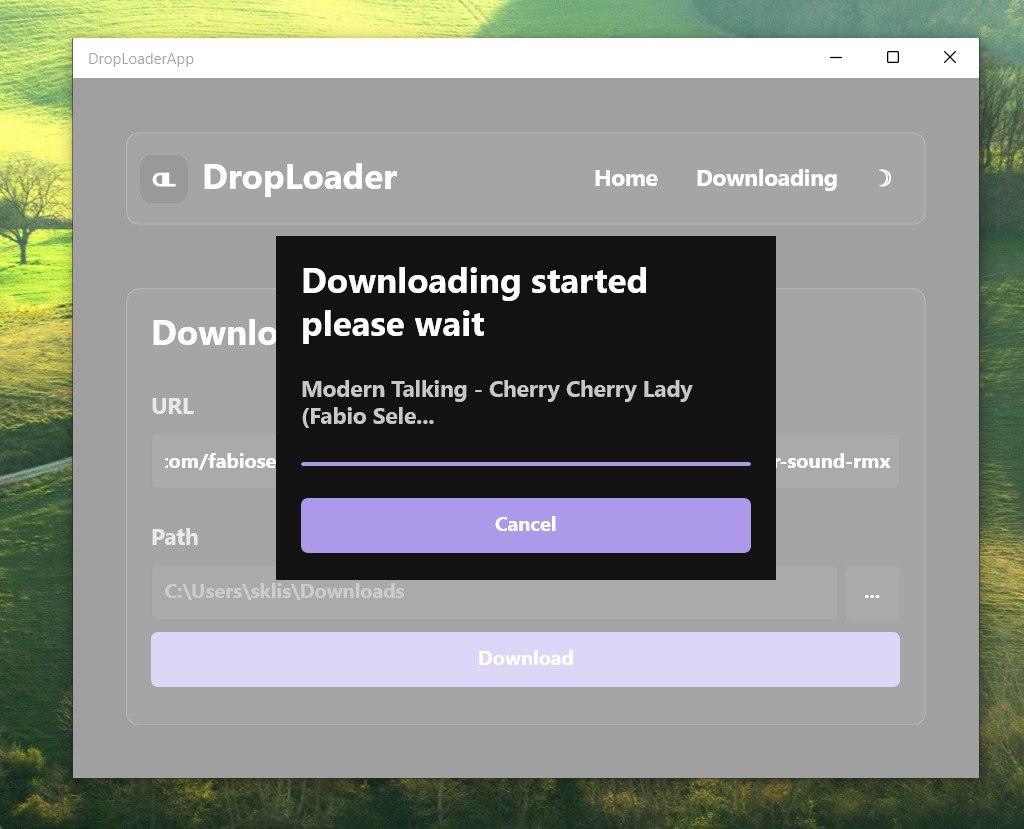 DropLoaderApp
DL DropLoader Home Downloading
Downloading started
please wait
Downlo
Modern Talking - Cherry Cherry Lady
(Fabio Sele...
URL
com/fabiose r-sound-rmx
Cancel
Path
C:\Users\sklis\Downloads ...
Download